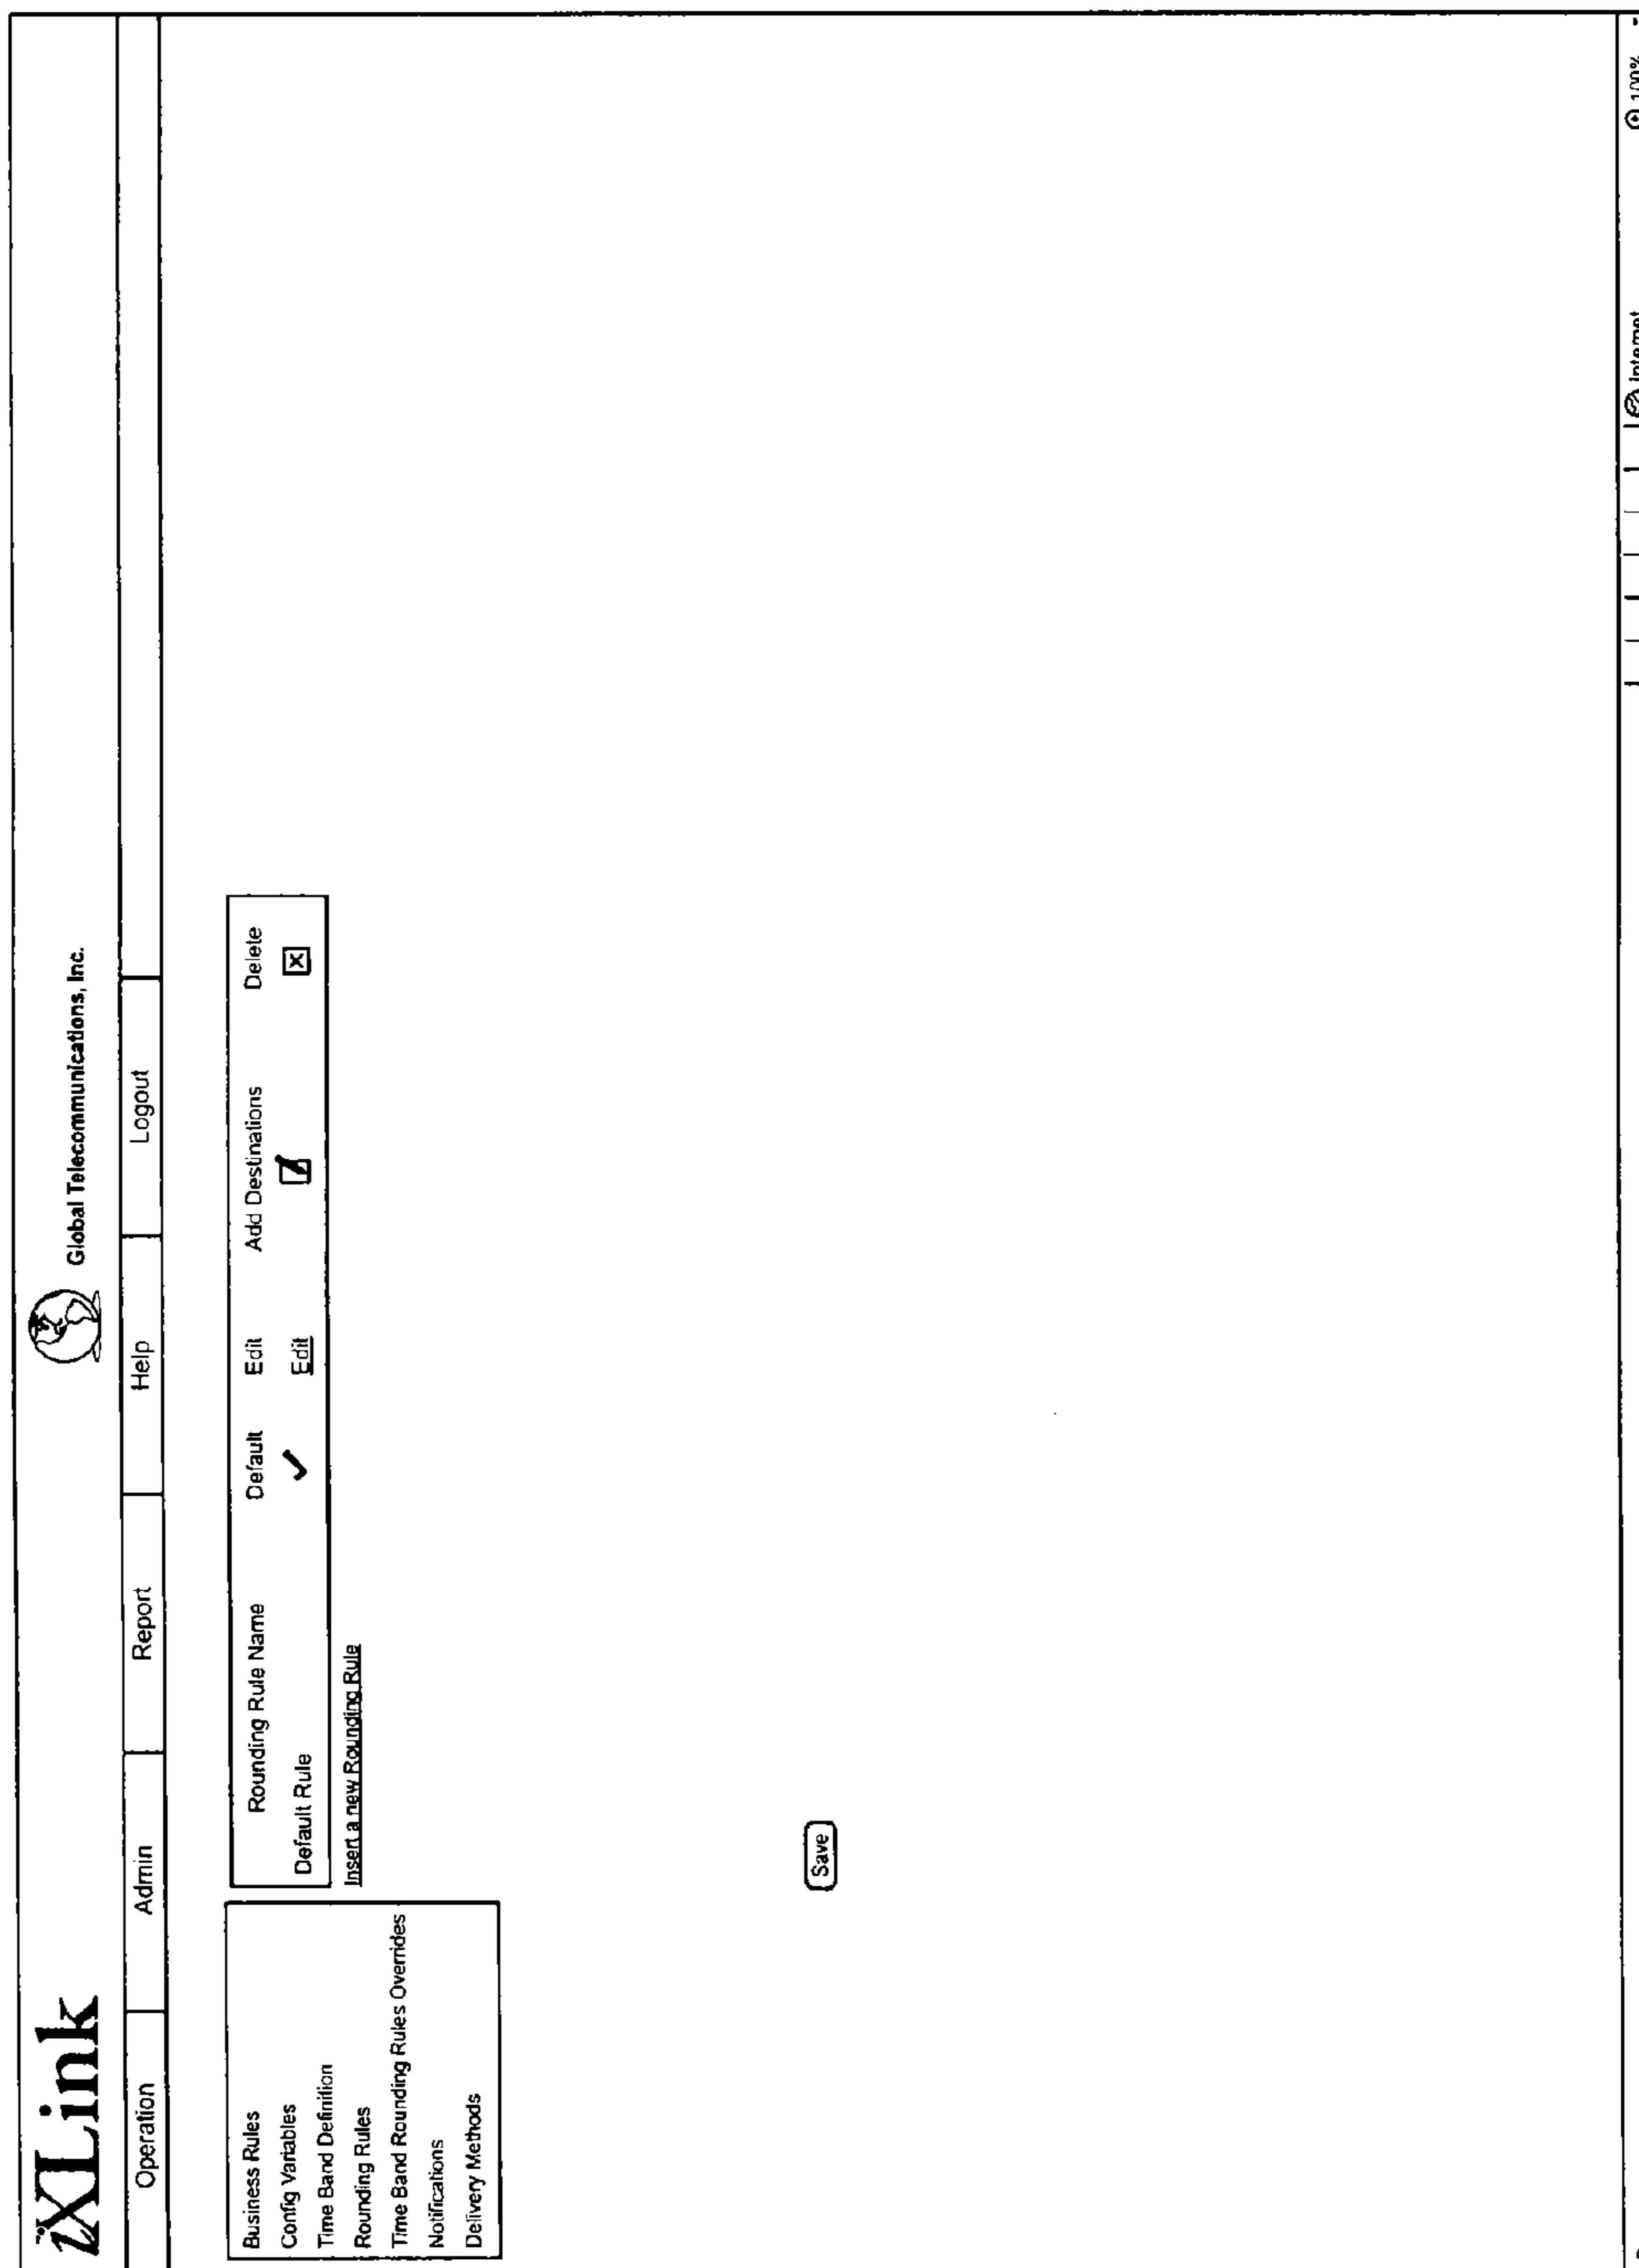 iXLink
Global Telecommunications, Inc.
Operation Admin Report Help Logout
Business Rules
Config Variables
Time Band Definition
Rounding Rules
Time Band Rounding Rules Overrides
Notifications
Delivery Methods
Rounding Rule Name Default Edit Add Destinations Delete
Default Rule Edit
Insert a new Rounding Rule
Save
Internet 100%